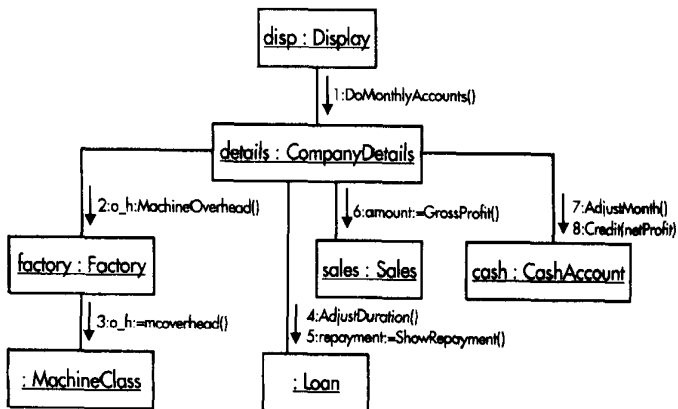 disp : Display
1:DoMonthlyAccounts()
details : CompanyDetails
2:o_h:MachineOverhead()
6:amount:=GrossProfit()
7:AdjustMonth()
8:Credit(netProfit)
factory : Factory
sales : Sales
cash : CashAccount
3:o_h:=mcoverhead()
4:AdjustDuration()
5:repayment:=ShowRepayment()
: MachineClass
: Loan